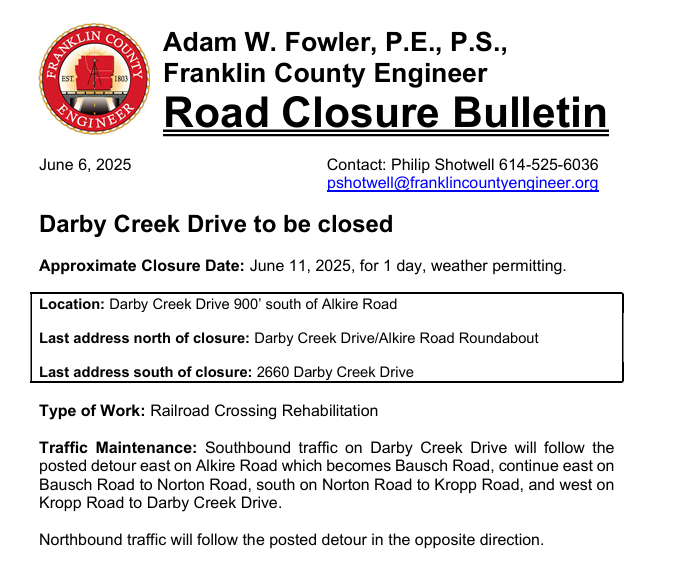 FRANKLIN COUNTY
EST. 1803
ENGINEER
Adam W. Fowler, P.E., P.S.,
Franklin County Engineer
Road Closure Bulletin
June 6, 2025
Contact: Philip Shotwell 614-525-6036
pshotwell@franklincountyengineer.org
Darby Creek Drive to be closed
Approximate Closure Date: June 11, 2025, for 1 day, weather permitting.
Location: Darby Creek Drive 900’ south of Alkire Road
Last address north of closure: Darby Creek Drive/Alkire Road Roundabout
Last address south of closure: 2660 Darby Creek Drive
Type of Work: Railroad Crossing Rehabilitation
Traffic Maintenance: Southbound traffic on Darby Creek Drive will follow the
posted detour east on Alkire Road which becomes Bausch Road, continue east on
Bausch Road to Norton Road, south on Norton Road to Kropp Road, and west on
Kropp Road to Darby Creek Drive.
Northbound traffic will follow the posted detour in the opposite direction.